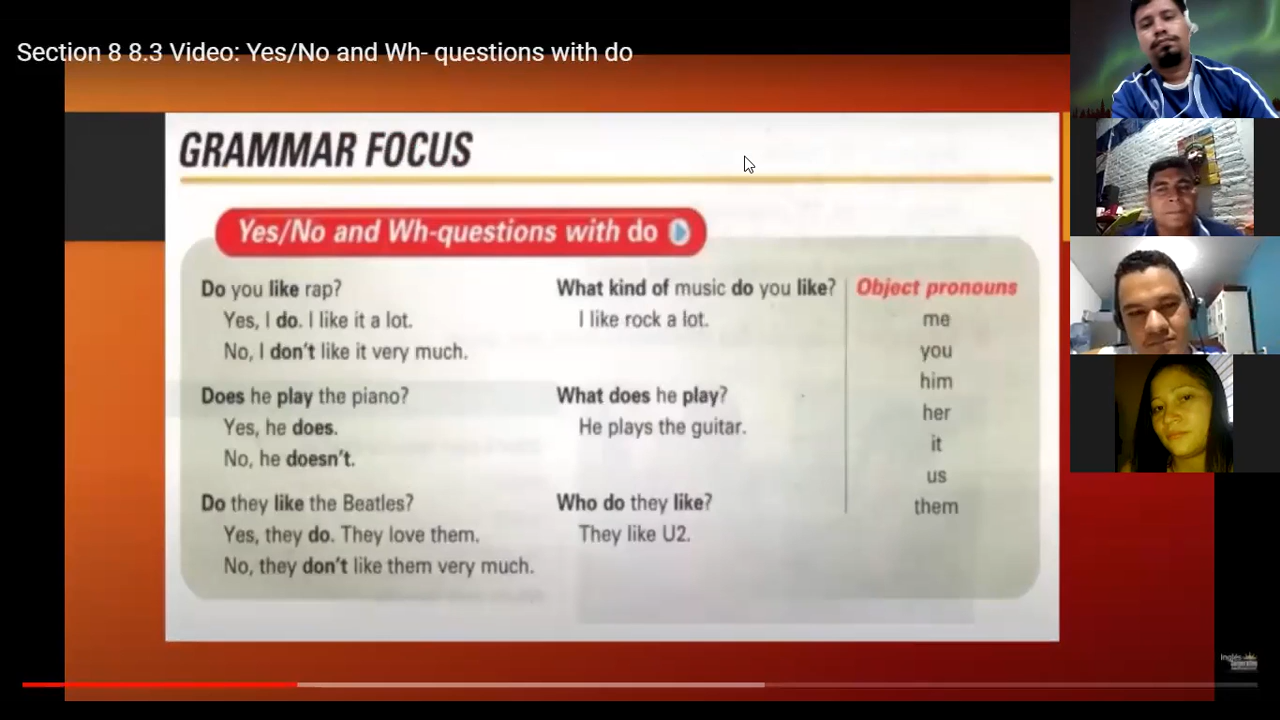 Section 8 8.3 Video: Yes/No and Wh- questions with do
GRAMMAR FOCUS
Yes/No and Wh-questions with do
Do you like rap?
Yes, I do. I like it a lot.
No, I don't like it very much.
Does he play the piano?
Yes, he does.
No, he doesn't.
Do they like the Beatles?
Yes, they do. They love them.
No, they don't like them very much.
What kind of music do you like?
I like rock a lot.
What does he play?
He plays the guitar.
Who do they like?
They like U2.
Object pronouns
me
you
him
her
it
us
them